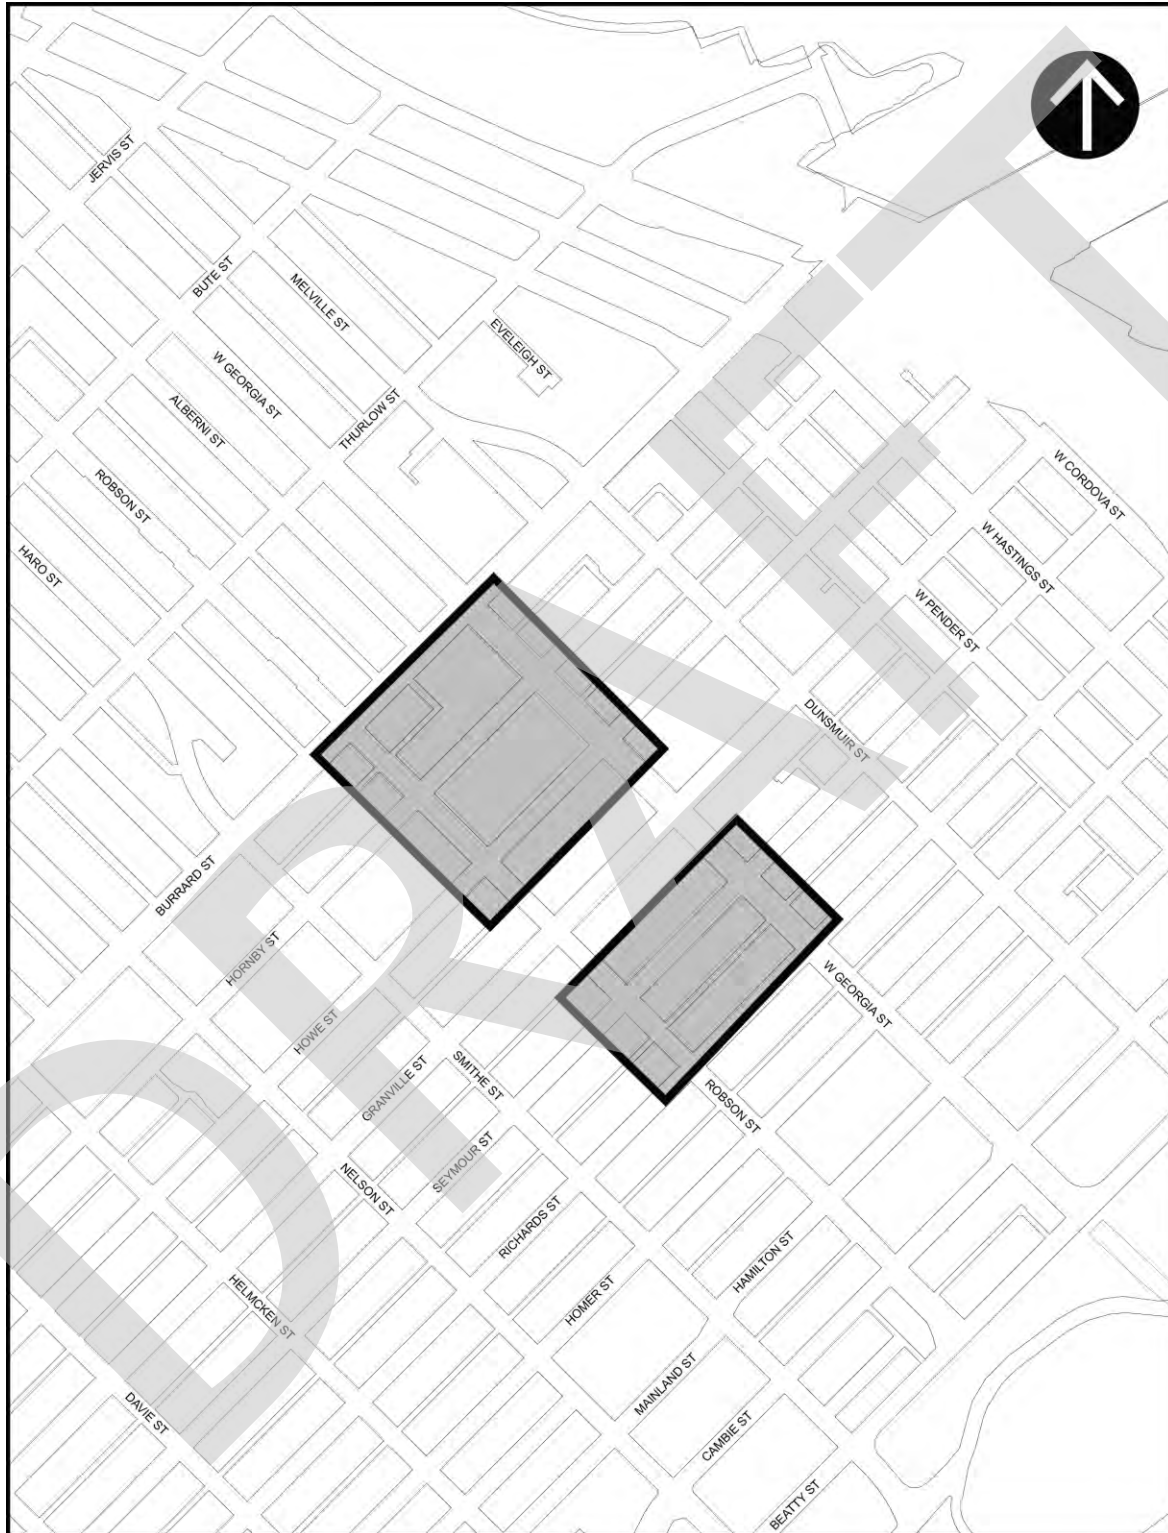 JERVIS ST
BUTE ST
MELVILLE ST
EVELEIGH ST
W GEORGIA ST
THURLOW ST
ALBERNI ST
ROBSON ST
HARO ST
W CORDOVA ST
W HASTINGS ST
W PENDER ST
DUNSMUIR ST
BURRARD ST
HORNBY ST
HOWE ST
GRANVILLE ST
SMITHE ST
W GEORGIA ST
ROBSON ST
SEYMOUR ST
NELSON ST
RICHARDS ST
HAMILTON ST
HOMER ST
HELMCKEN ST
MAINLAND ST
DAVIE ST
CAMBIE ST
BEATTY ST
DRAFT